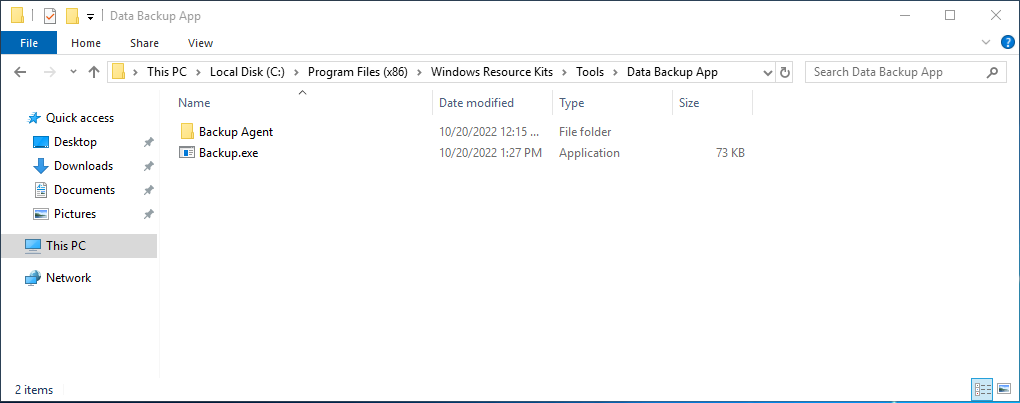 Data Backup App
File Home Share View
This PC Local Disk (C:) Program Files (x86) Windows Resource Kits Tools Data Backup App Search Data Backup App
Name Date modified Type Size
Quick access
Desktop
Downloads
Documents
Pictures
This PC
Network
Backup Agent 10/20/2022 12:15 ... File folder
Backup.exe 10/20/2022 1:27 PM Application 73 KB
2 items